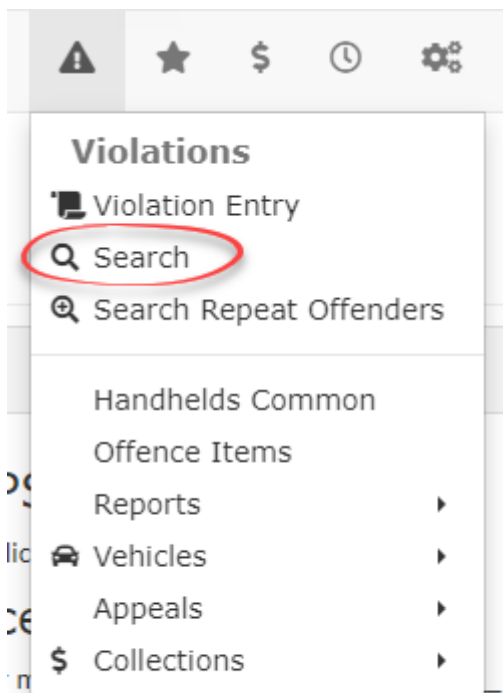 Violations
Violation Entry
Search
Search Repeat Offenders
Handhelds Common
Offence Items
Reports
Vehicles
Appeals
$ Collections